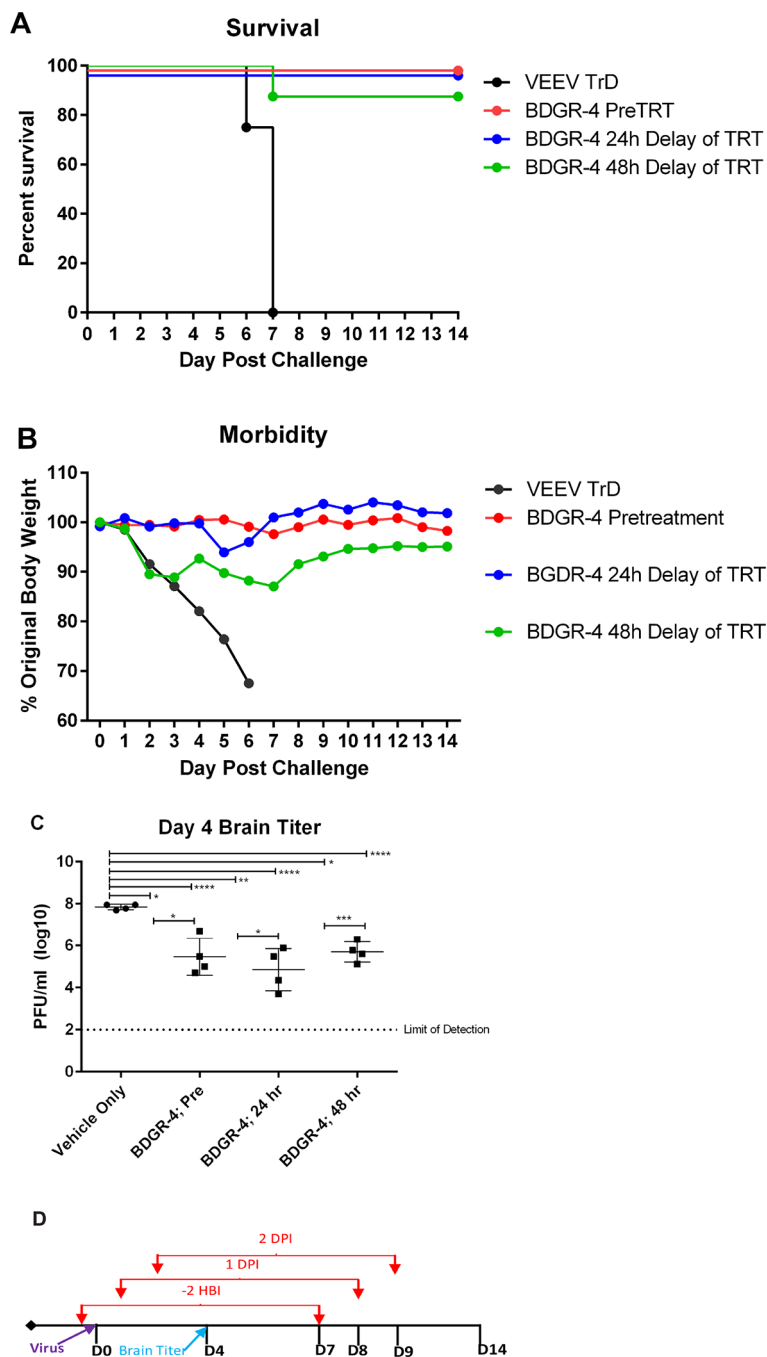 A
Survival
Percent survival
100
80
60
40
20
0
0 1 2 3 4 5 6 7 8 9 10 11 12 13 14
Day Post Challenge
VEEV TrD
BDGR-4 PreTRT
BDGR-4 24h Delay of TRT
BDGR-4 48h Delay of TRT
B
Morbidity
% Original Body Weight
110
100
90
80
70
60
0 1 2 3 4 5 6 7 8 9 10 11 12 13 14
Day Post Challenge
VEEV TrD
BDGR-4 Pretreatment
BGDR-4 24h Delay of TRT
BDGR-4 48h Delay of TRT
C
Day 4 Brain Titer
PFU/ml (log10)
10
8
6
4
2
0
****
*
****
**
****
*
*
*
***
Limit of Detection
Vehicle Only
BDGR-4; Pre
BDGR-4; 24 hr
BDGR-4; 48 hr
D
2 DPI
1 DPI
-2 HBI
Virus
D0
Brain Titer
D4
D7
D8
D9
D14